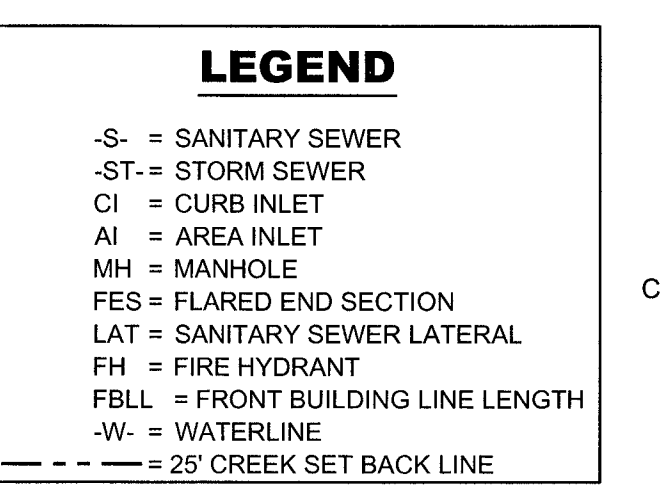 LEGEND
-S- = SANITARY SEWER
-ST- = STORM SEWER
CI = CURB INLET
AI = AREA INLET
MH = MANHOLE
FES = FLARED END SECTION
LAT = SANITARY SEWER LATERAL
FH = FIRE HYDRANT
FBLL = FRONT BUILDING LINE LENGTH
-W- = WATERLINE
= 25' CREEK SET BACK LINE
C